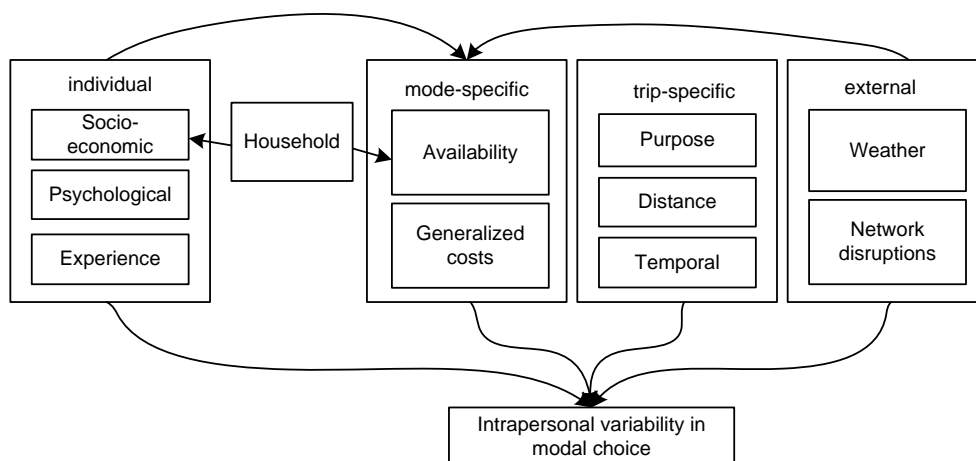 individual
Socio-
economic
Psychological
Experience
Household
mode-specific
Availability
Generalized
costs
trip-specific
Purpose
Distance
Temporal
external
Weather
Network
disruptions
Intrapersonal variability in
modal choice